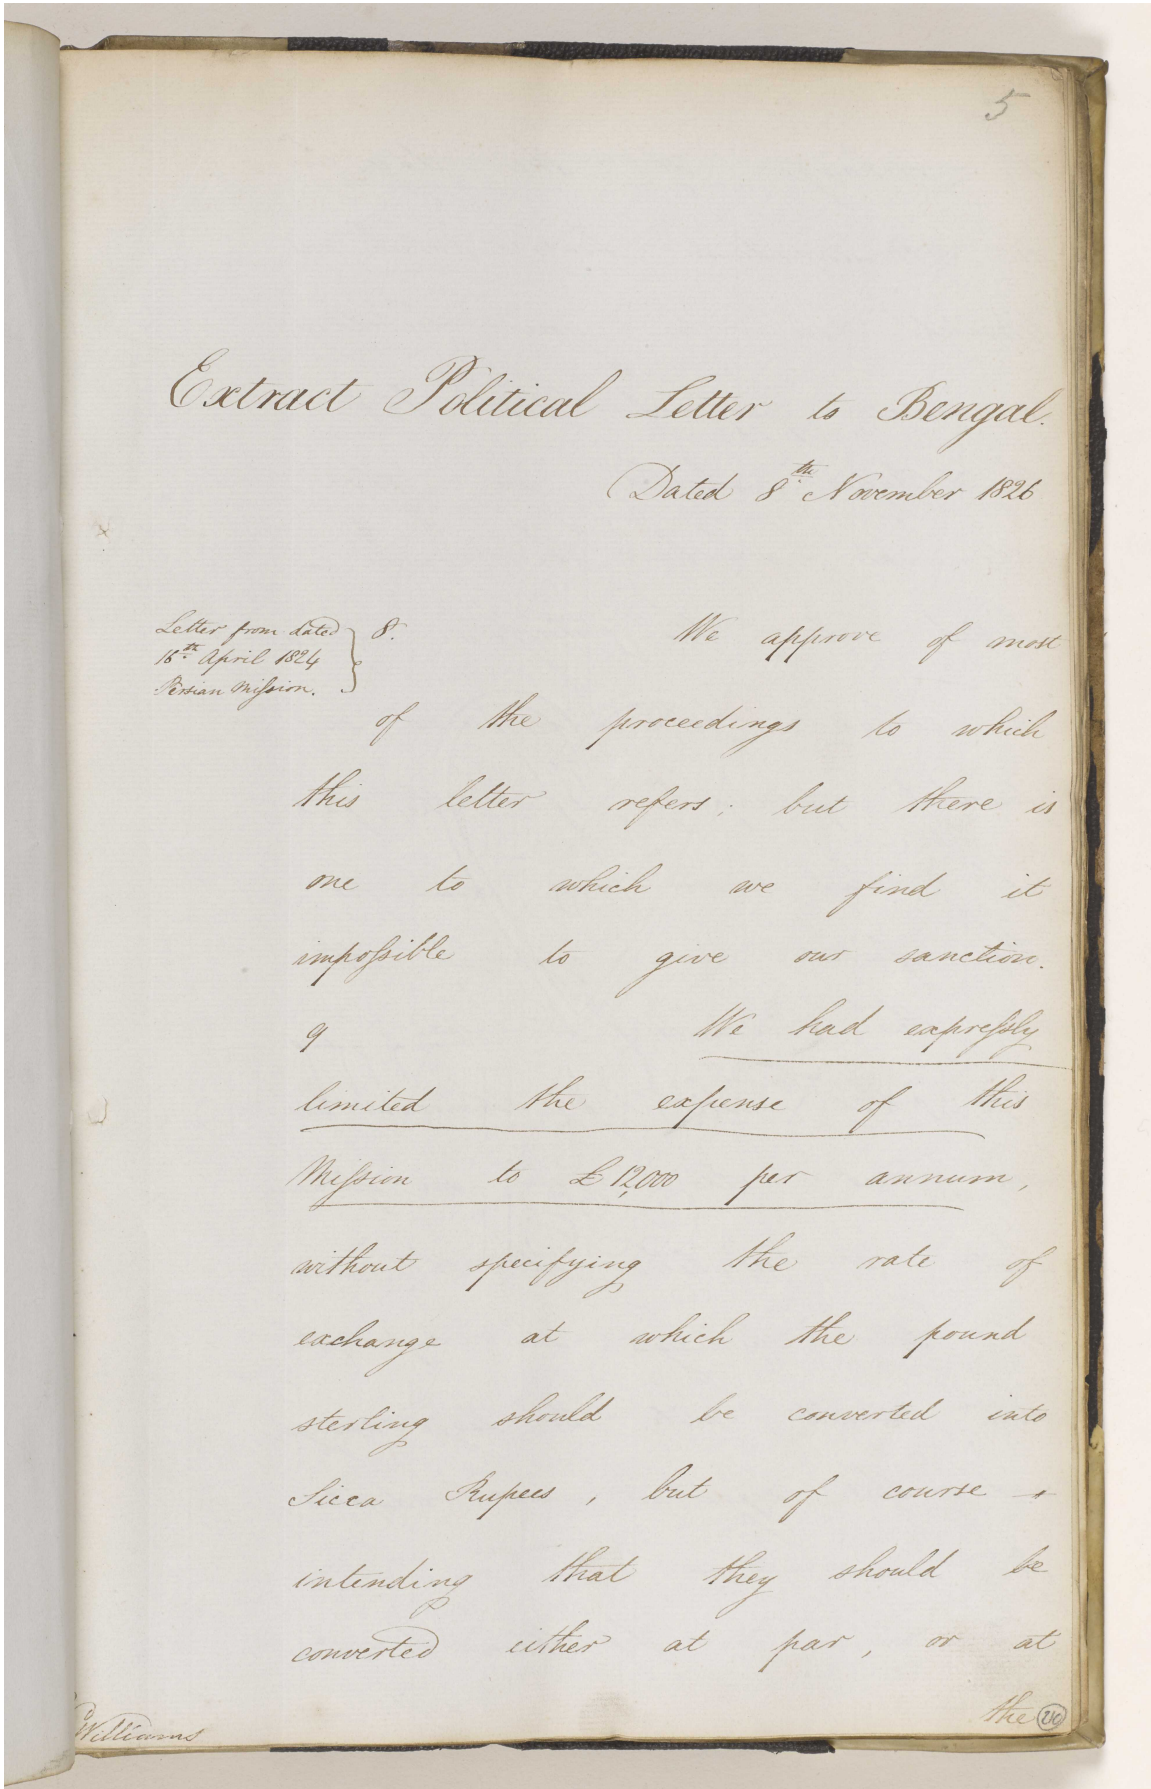 5
Extract Political Letter to Bengal.
Dated 8th November 1826
Letter from dated
16th April 1824
Persian Mission.
8.
We approve of most
of the proceedings to which
this letter refers; but there is
one to which we find it
impossible to give our sanction.
9
We had expressly
limited the expense of this
Mission to £12,000 per annum,
without specifying the rate of
exchange at which the pound
sterling should be converted into
Sicca Rupees, but of course
intending that they should be
converted either at par, or at
the
Williams